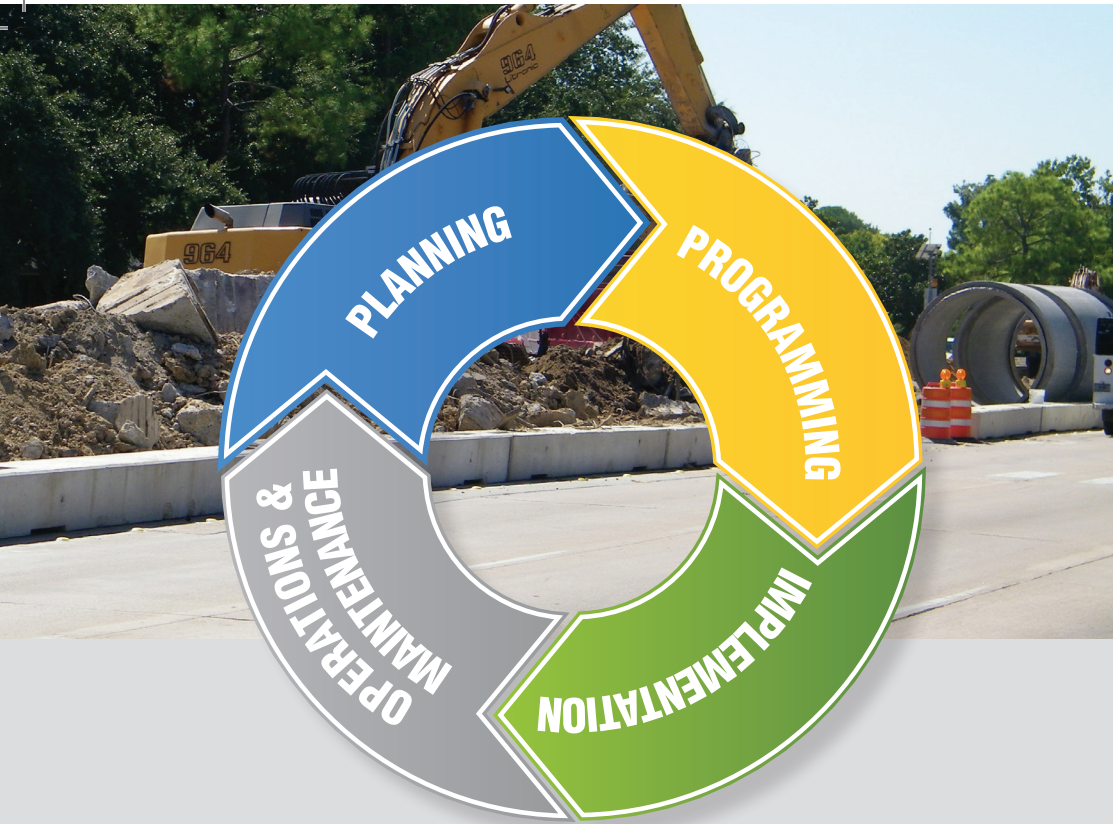 964
964
PLANNING
PROGRAMMING
IMPLEMENTATION
OPERATIONS &
MAINTENANCE